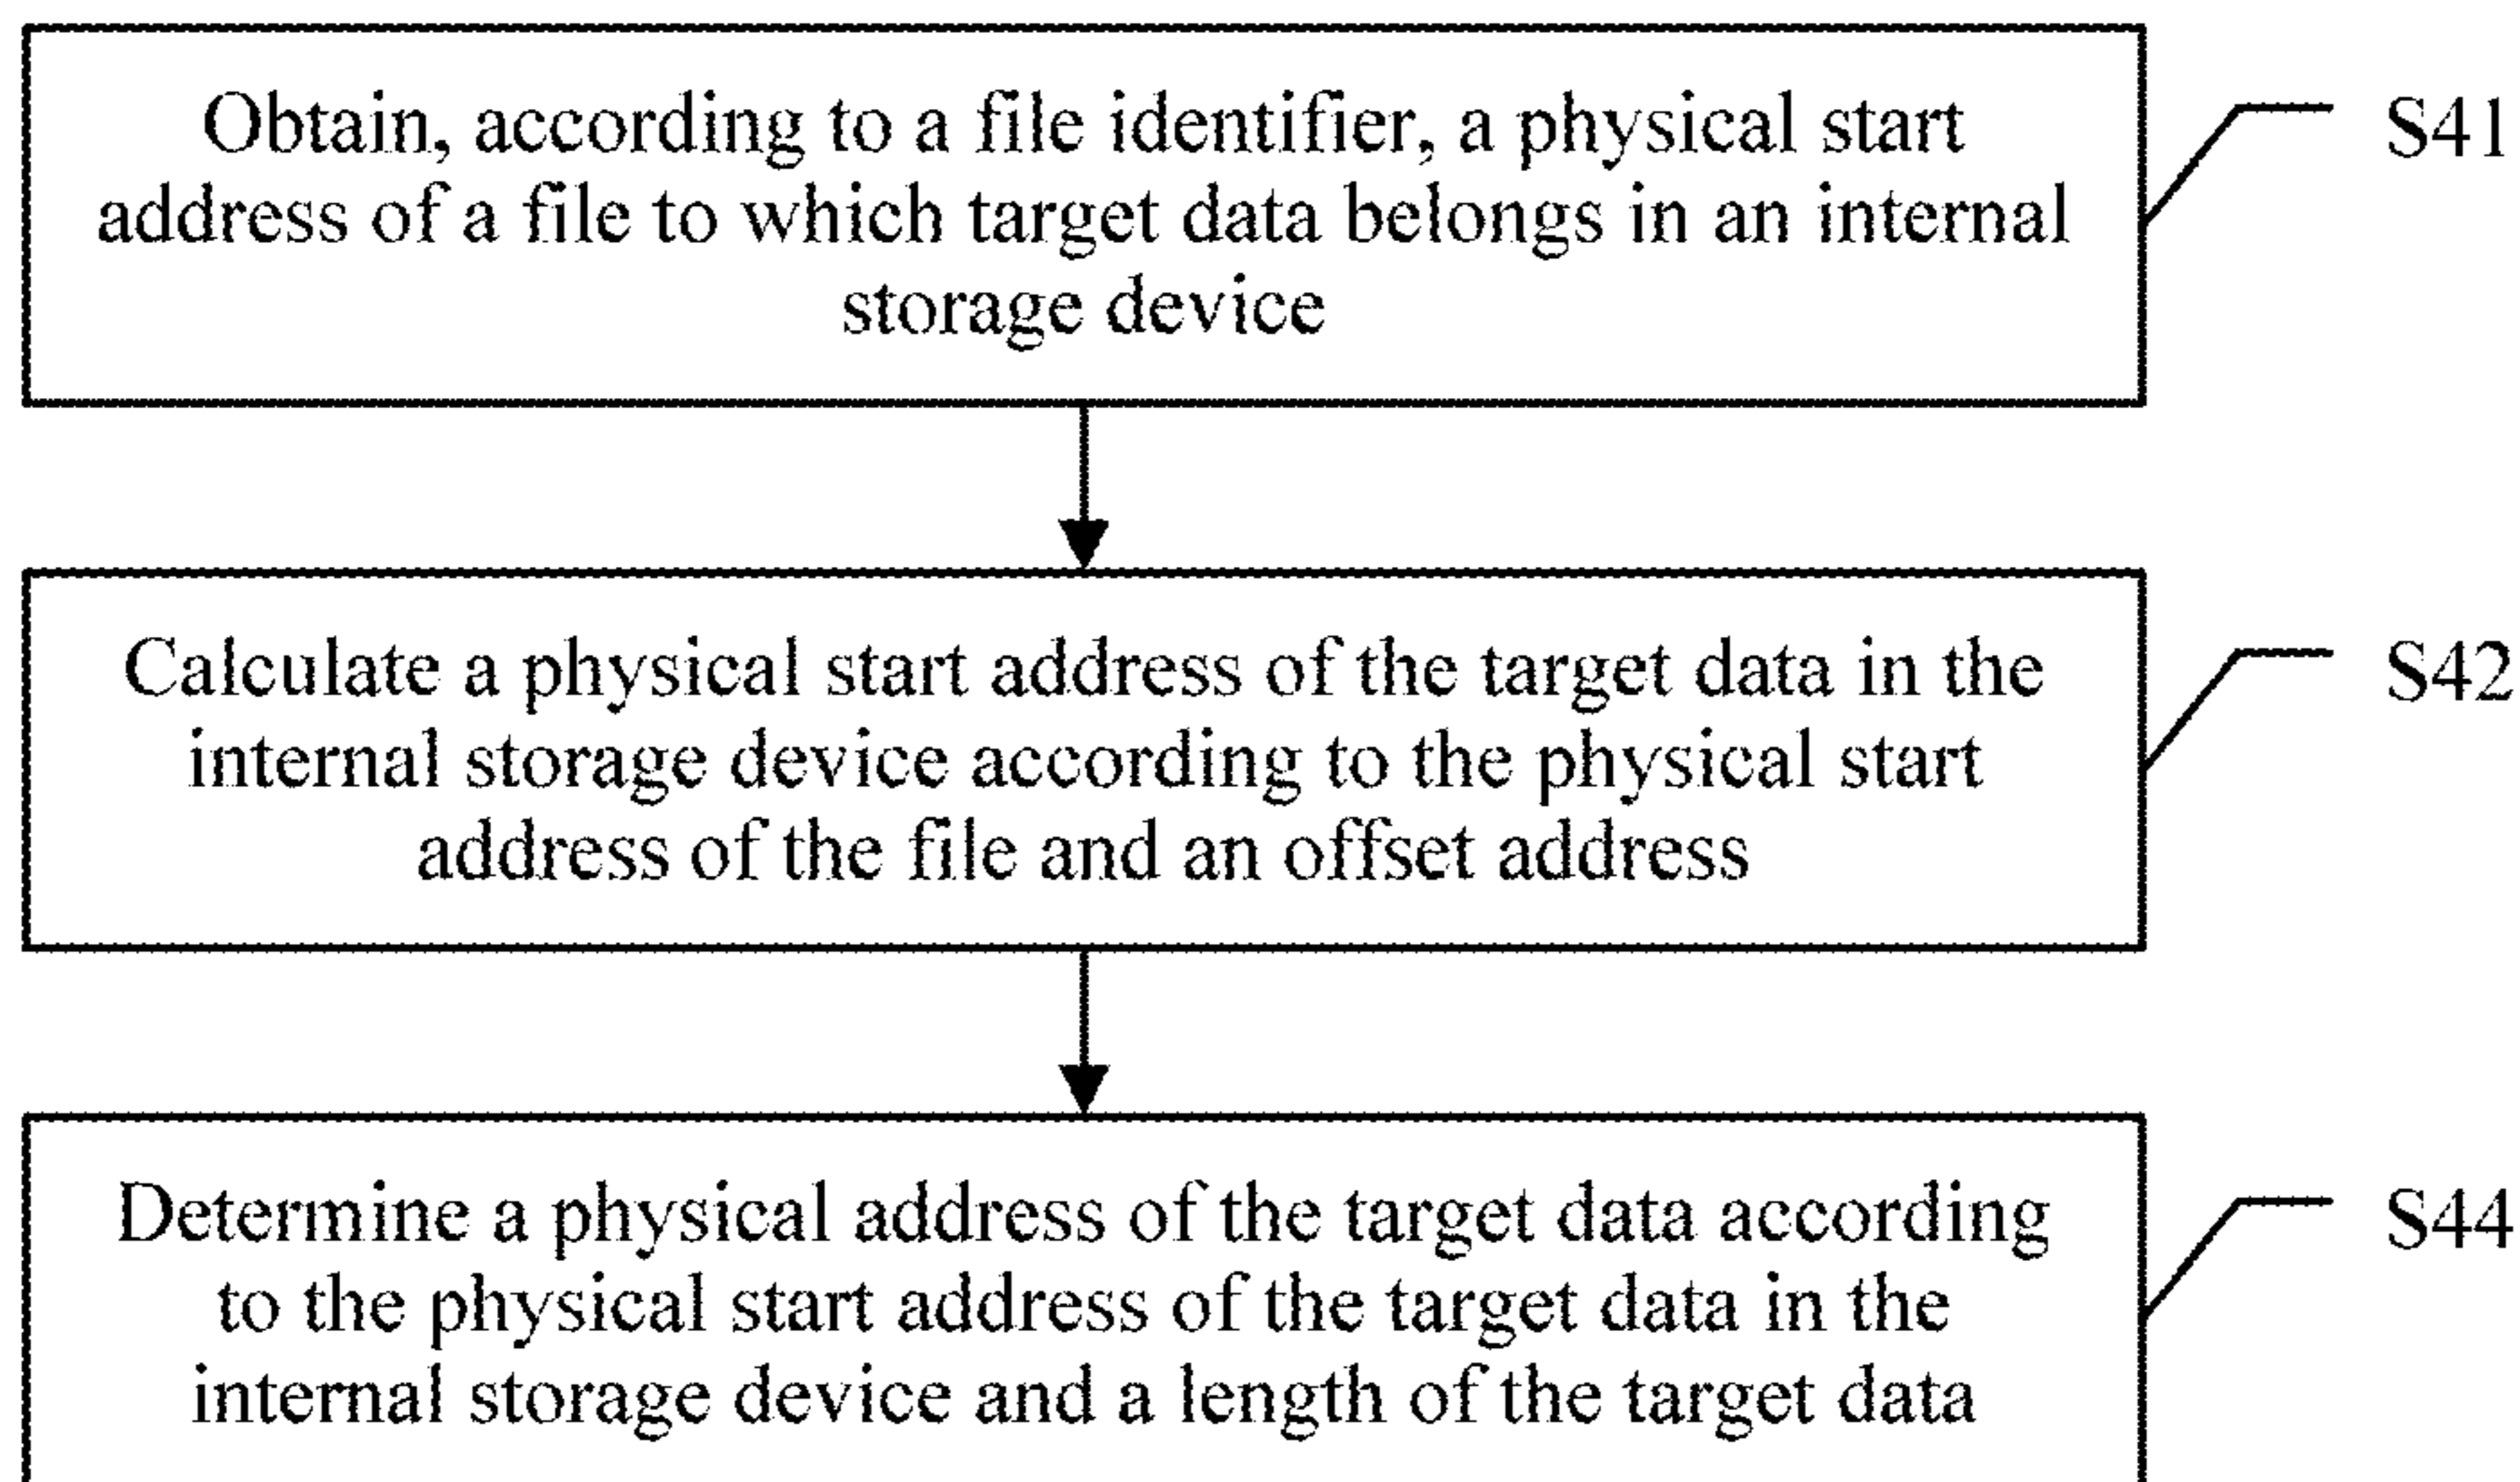 Obtain, according to a file identifier, a physical start
address of a file to which target data belongs in an internal
storage device
S41
Calculate a physical start address of the target data in the
internal storage device according to the physical start
address of the file and an offset address
S42
Determine a physical address of the target data according
to the physical start address of the target data in the
internal storage device and a length of the target data
S44